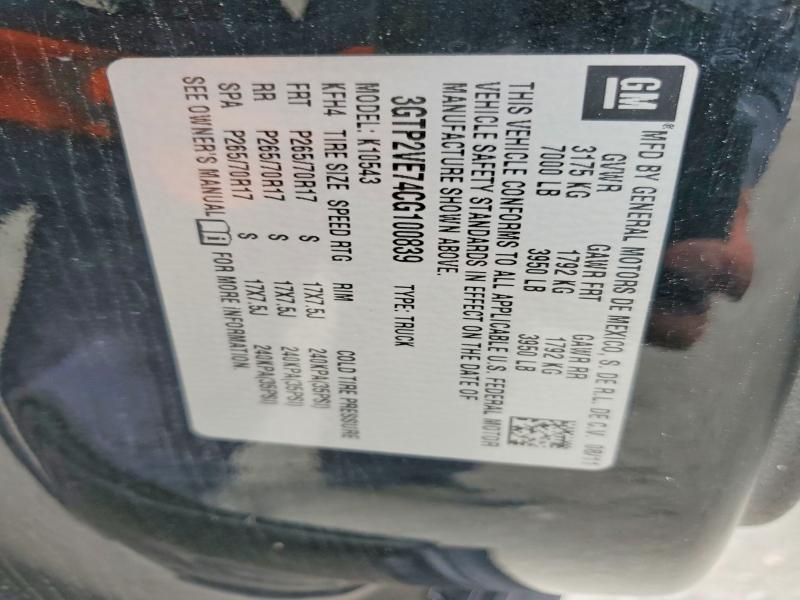 GM
® MFD BY GENERAL MOTORS DE MEXICO, S. DE R.L. DE C.V. 08/11
GVWR GAWR FRT GAWR RR
3175 KG 1792 KG 1792 KG
7000 LB 3950 LB 3950 LB
THIS VEHICLE CONFORMS TO ALL APPLICABLE U.S. FEDERAL MOTOR
VEHICLE SAFETY STANDARDS IN EFFECT ON THE DATE OF
MANUFACTURE SHOWN ABOVE.
3GTP2VE74CG100839 TYPE: TRUCK
MODEL: K10543
KFH4 TIRE SIZE SPEED RTG RIM COLD TIRE PRESSURE
FRT P265/70R17 S 17X7.5J 240KPA(35PSI)
RR P265/70R17 S 17X7.5J 240KPA(35PSI)
SPA P265/70R17 S 17X7.5J 240KPA(35PSI)
SEE OWNER'S MANUAL i FOR MORE INFORMATION